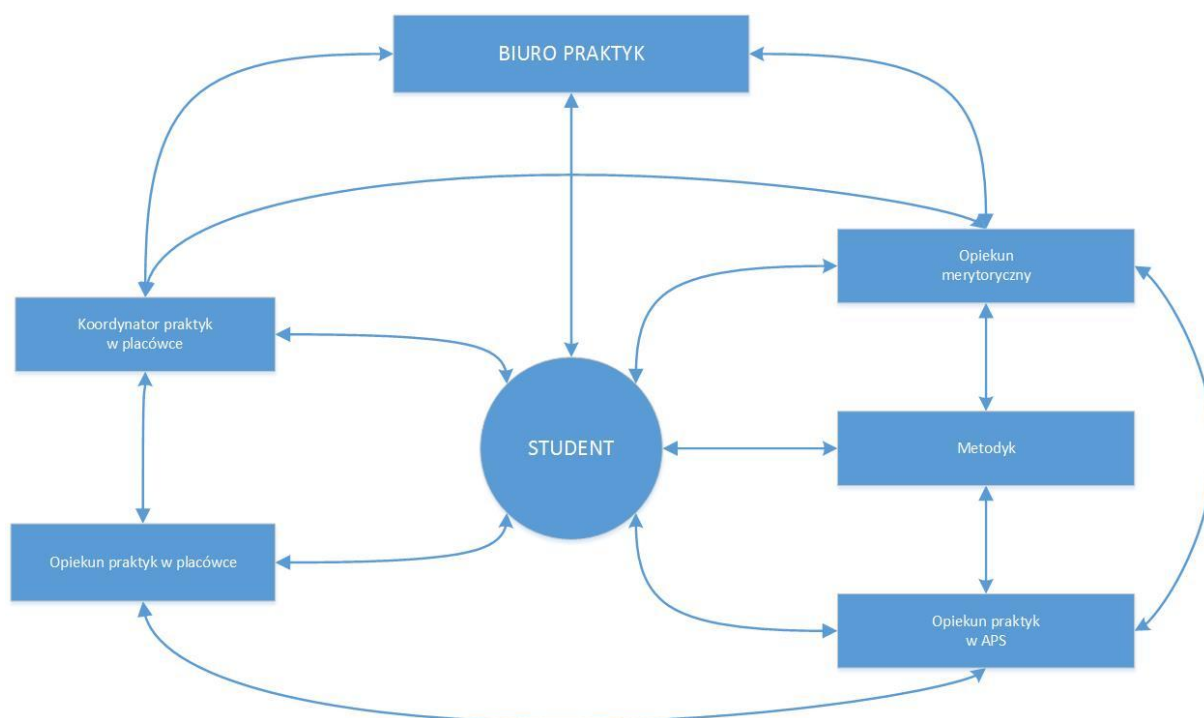 BIURO PRAKTYK
Opiekun
merytoryczny
Koordynator praktyk
w placówce
STUDENT
Metodyk
Opiekun praktyk w placówce
Opiekun praktyk
w APS